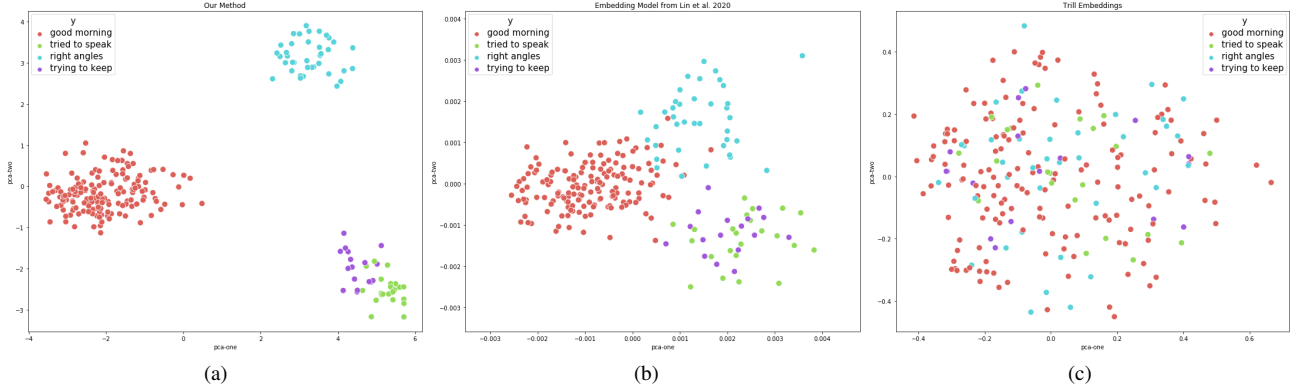 Our Method
y
good morning
tried to speak
right angles
trying to keep
4
3
2
1
0
−1
−2
−3
pca-two
−4
−2
0
2
4
6
pca-one
(a)
Embedding Model from Lin et al. 2020
y
good morning
tried to speak
right angles
trying to keep
0.004
0.003
0.002
0.001
0.000
−0.001
−0.002
−0.003
pca-two
−0.003
−0.002
−0.001
0.000
0.001
0.002
0.003
0.004
pca-one
(b)
Trill Embeddings
y
good morning
tried to speak
right angles
trying to keep
0.4
0.2
0.0
−0.2
−0.4
pca-two
−0.4
−0.2
0.0
0.2
0.4
0.6
pca-one
(c)